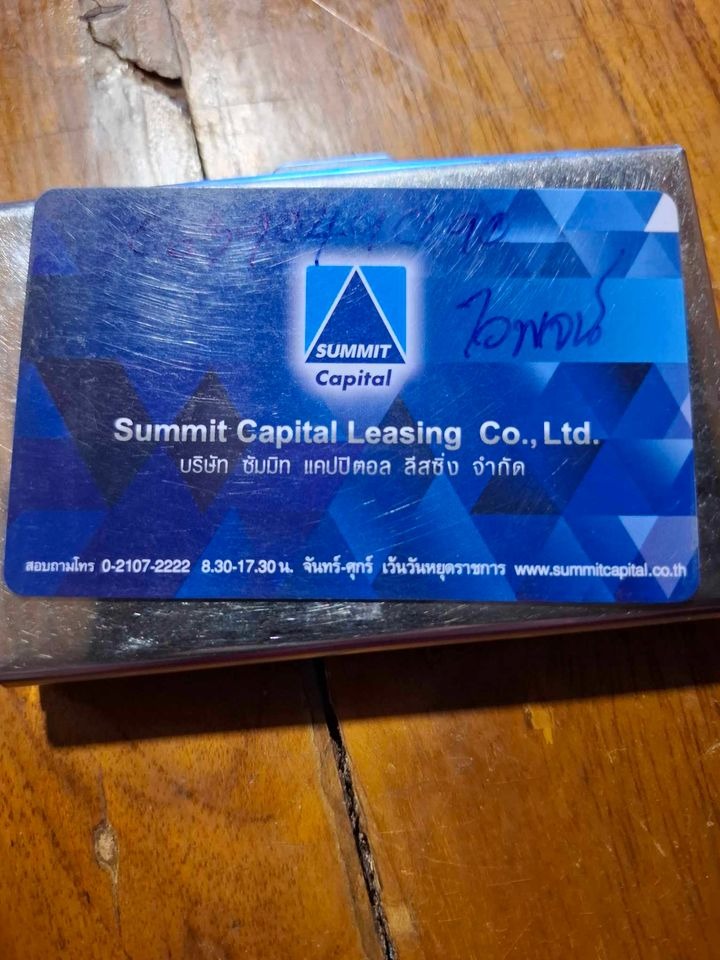 ไวพจน์
SUMMIT
Capital
Summit Capital Leasing Co., Ltd.
บริษัท ซัมมิท แคปปิตอล ลีสซิ่ง จำกัด
สอบถามโทร 0-2107-2222 8.30-17.30 น. จันทร์-ศุกร์ เว้นวันหยุดราชการ www.summitcapital.co.th